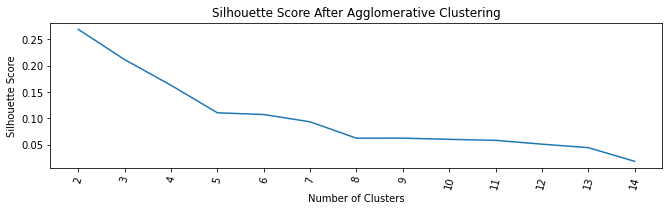 Silhouette Score After Agglomerative Clustering
Silhouette Score
0.25
0.20
0.15
0.10
0.05
2 3 4 5 6 7 8 9 10 11 12 13 14
Number of Clusters